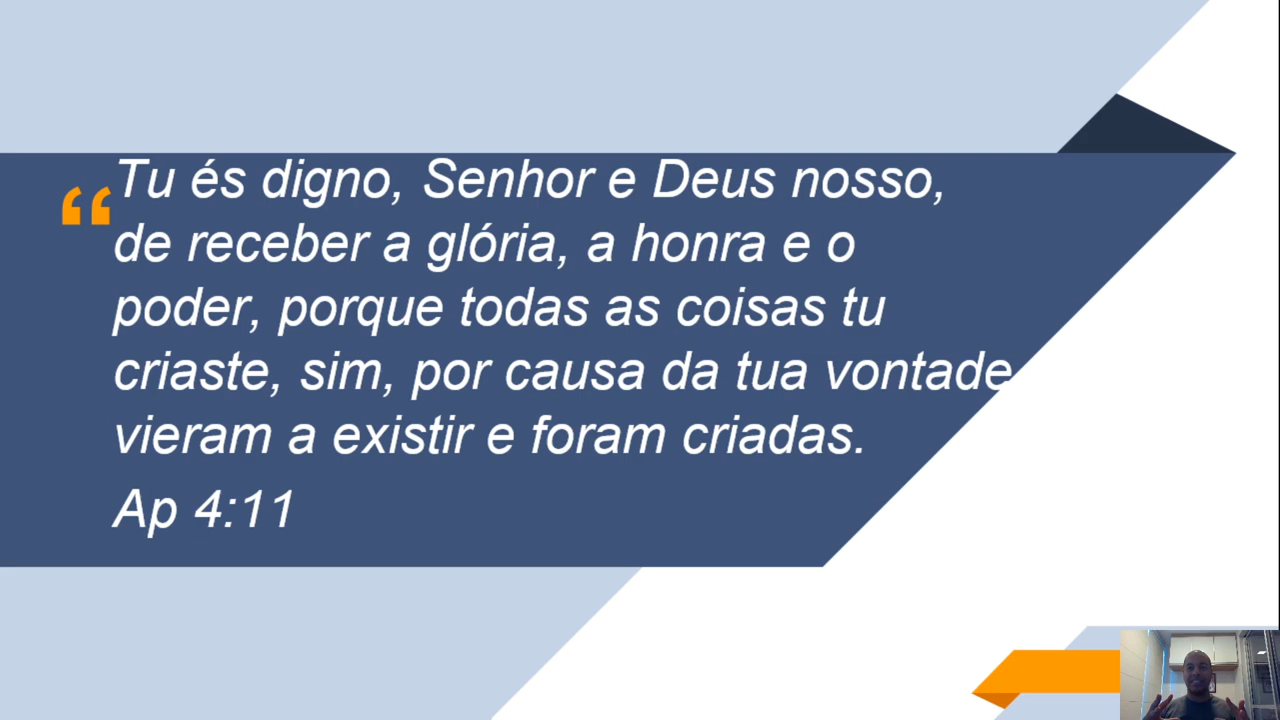 “
Tu és digno, Senhor e Deus nosso,
de receber a glória, a honra e o
poder, porque todas as coisas tu
criaste, sim, por causa da tua vontade
vieram a existir e foram criadas.
Ap 4:11